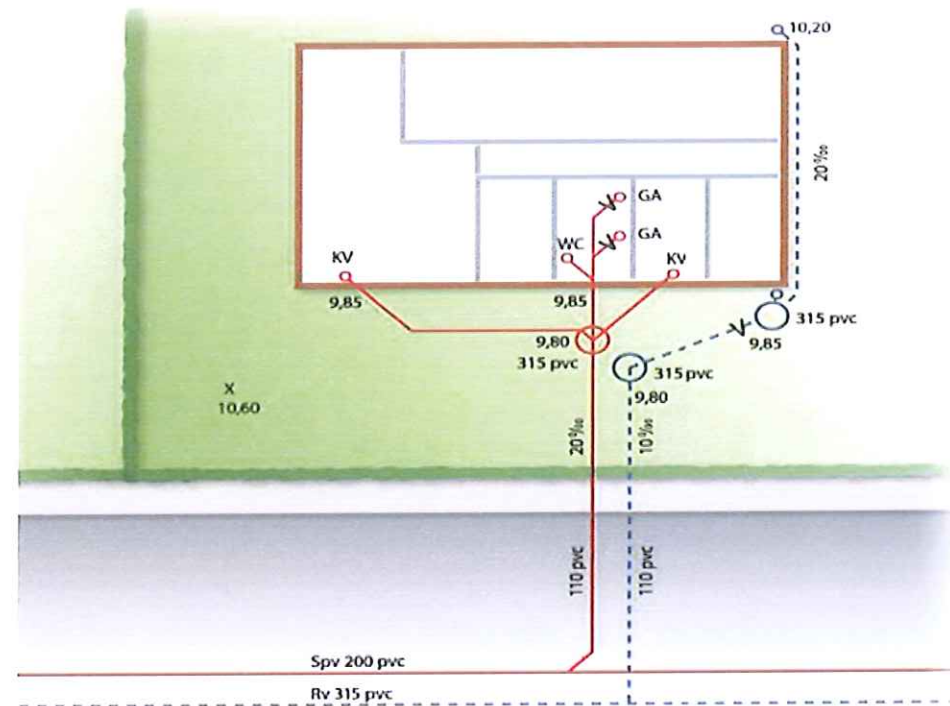 10,20
20‰
GA
GA
WC
KV
KV
9,85
9,85
9,80
315 pvc
315 pvc
9,85
315 pvc
9,80
X
10,60
20‰
10‰
110 pvc
110 pvc
Spv 200 pvc
Rv 315 pvc